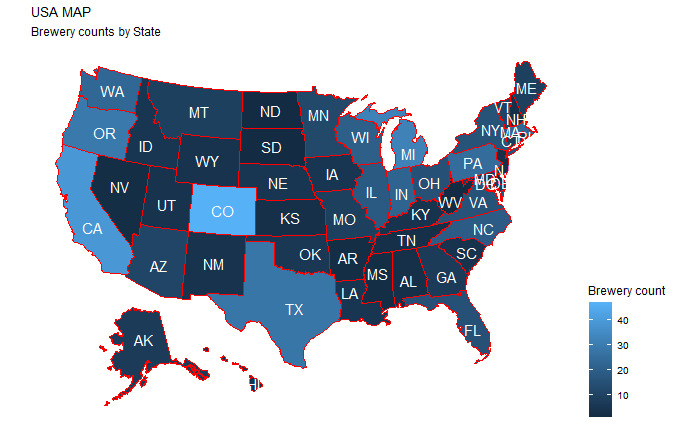 USA MAP
Brewery counts by State
WA
MT
ND
MN
ME
VT
NH
OR
ID
SD
WI
MI
NY
MA
CT
WY
IA
PA
NE
NV
UT
CO
IL
IN
OH
WV
VA
MD
KS
MO
KY
CA
NC
TN
AZ
NM
OK
AR
SC
MS
AL
GA
LA
TX
FL
AK
HI
Brewery count
40
30
20
10